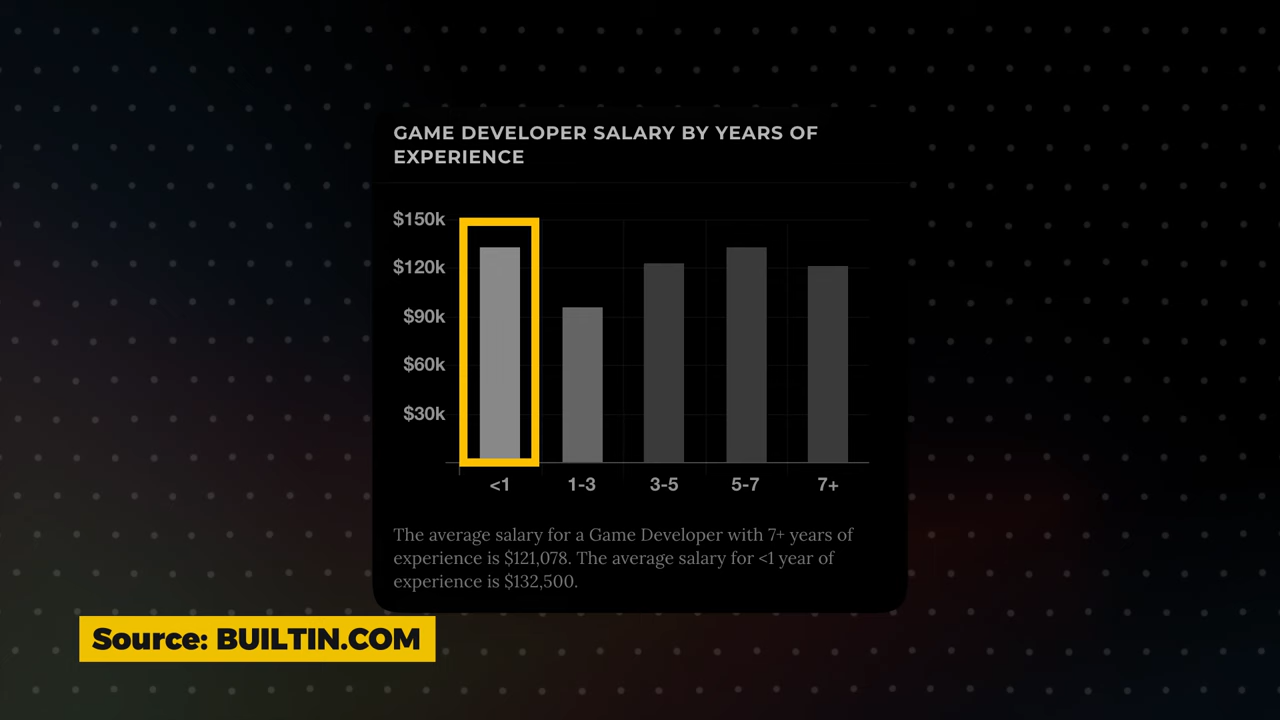 GAME DEVELOPER SALARY BY YEARS OF
EXPERIENCE
$150k
$120k
$90k
$60k
$30k
<1
1-3
3-5
5-7
7+
The average salary for a Game Developer with 7+ years of
experience is $121,078. The average salary for <1 year of
experience is $132,500.
Source: BUILTIN.COM